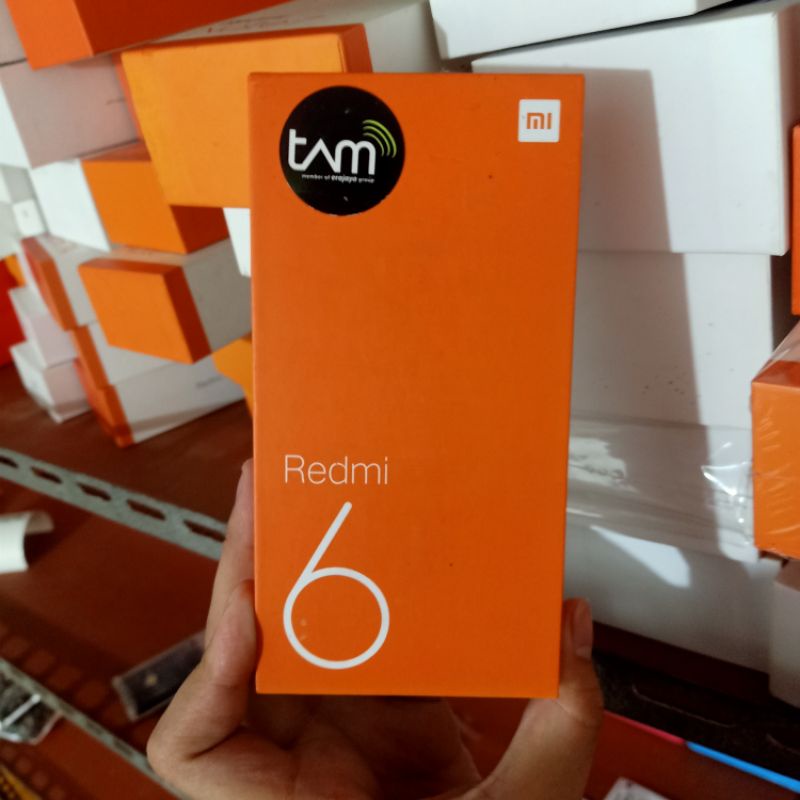 tam
member of erajaya group
mi
Redmi
6